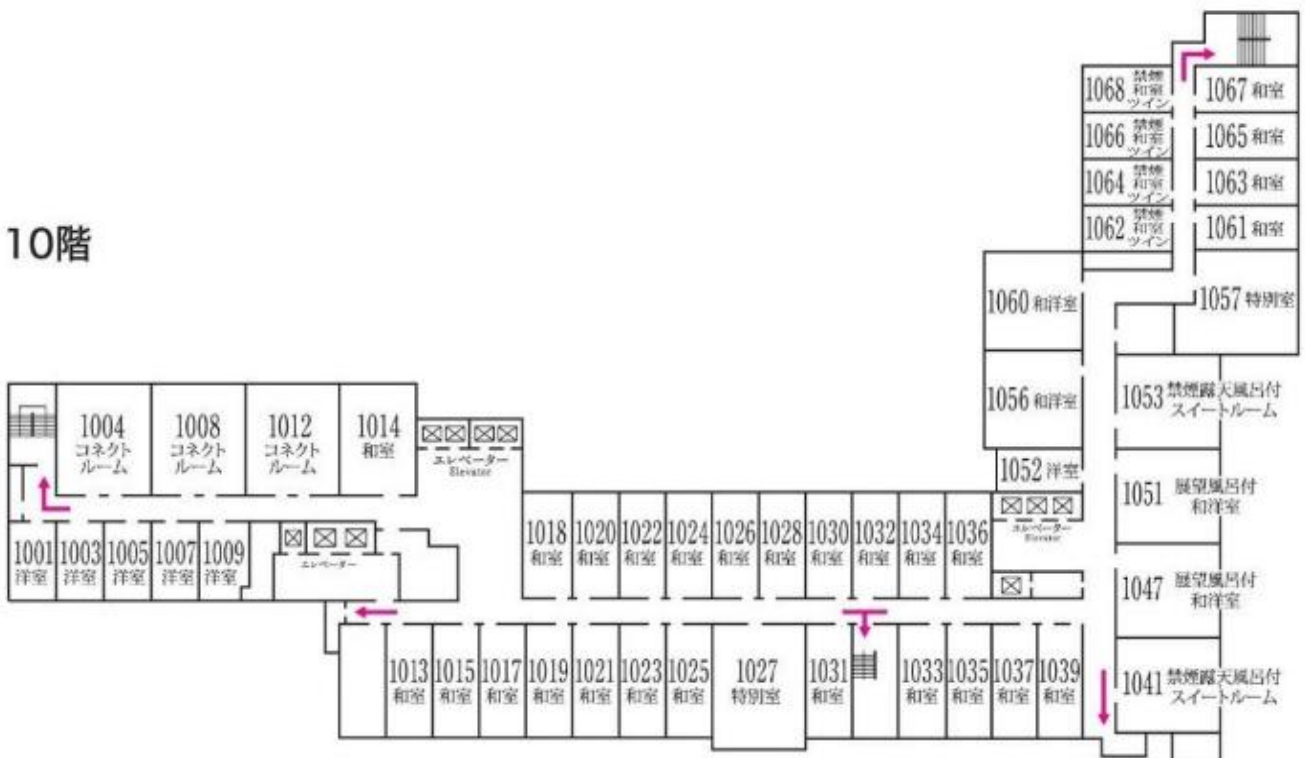 10階
1068 禁煙
和室
ツイン
1067 和室
1066 禁煙
和室
ツイン
1065 和室
1064 禁煙
和室
ツイン
1063 和室
1062 禁煙
和室
ツイン
1061 和室
1060 和洋室
1057 特別室
1056 和洋室
1053 禁煙露天風呂付
スイートルーム
1052 洋室
1051 展望風呂付
和洋室
エレベーター
Elevator
1047 展望風呂付
和洋室
1041 禁煙露天風呂付
スイートルーム
1004
コネクト
ルーム
1008
コネクト
ルーム
1012
コネクト
ルーム
1014
和室
エレベーター
Elevator
1001
洋室
1003
洋室
1005
洋室
1007
洋室
1009
洋室
エレベーター
1018
和室
1020
和室
1022
和室
1024
和室
1026
和室
1028
和室
1030
和室
1032
和室
1034
和室
1036
和室
1013
和室
1015
和室
1017
和室
1019
和室
1021
和室
1023
和室
1025
和室
1027
特別室
1031
和室
1033
和室
1035
和室
1037
和室
1039
和室